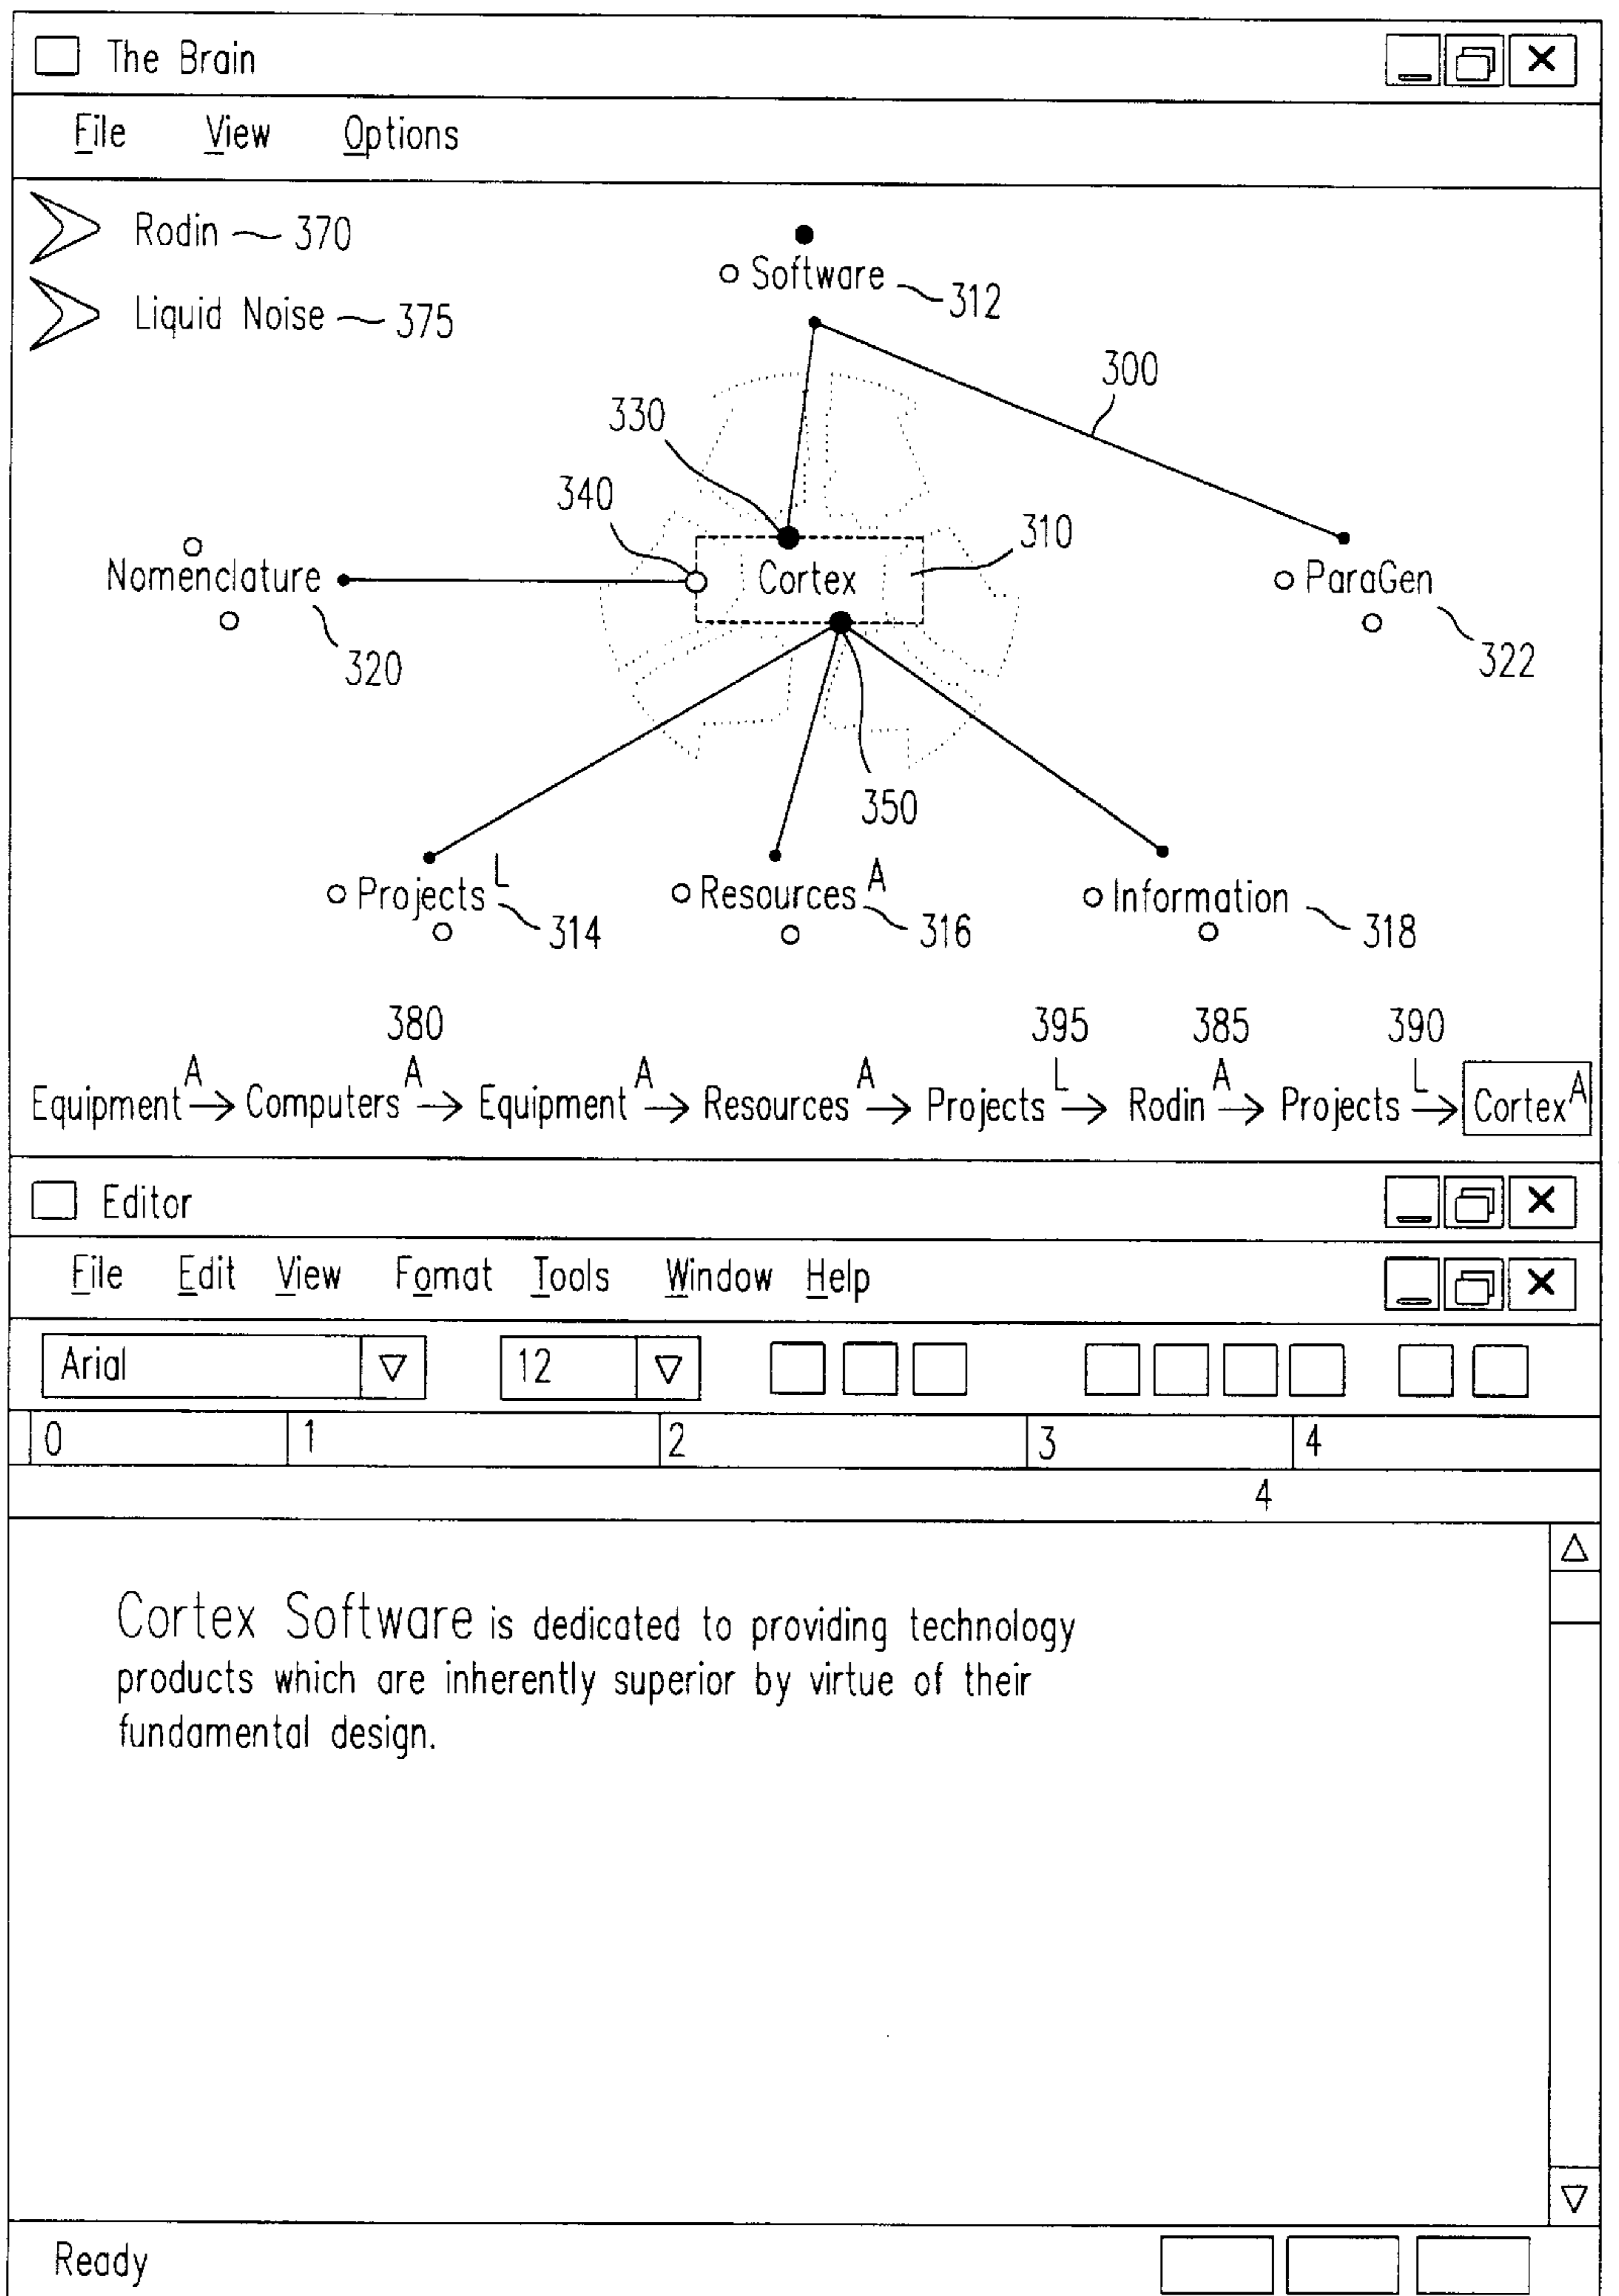 The Brain
File View Options
Rodin 370
Software 312
Liquid Noise 375
300
330
340
310
Cortex
Nomenclature
ParaGen
320
322
350
Projects L 314
Resources A 316
Information 318
380 395 385 390
Equipment A → Computers A → Equipment A → Resources A → Projects L → Rodin A → Projects L → Cortex A
Editor
File Edit View Fomat Tools Window Help
Arial 12
0 1 2 3 4
4
Cortex Software is dedicated to providing technology
products which are inherently superior by virtue of their
fundamental design.
Ready